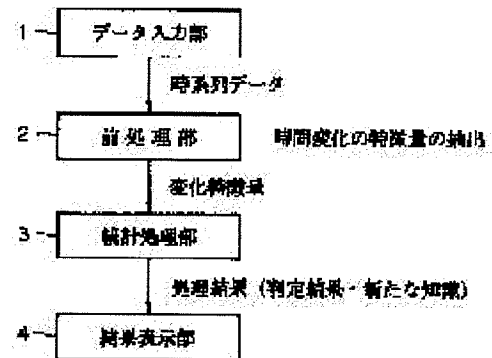 1 データ入力部
時系列データ
2 前処理部 時間変化の特徴量の抽出
変化特徴量
3 統計処理部
処理結果(判定結果・新たな知識)
4 結果表示部